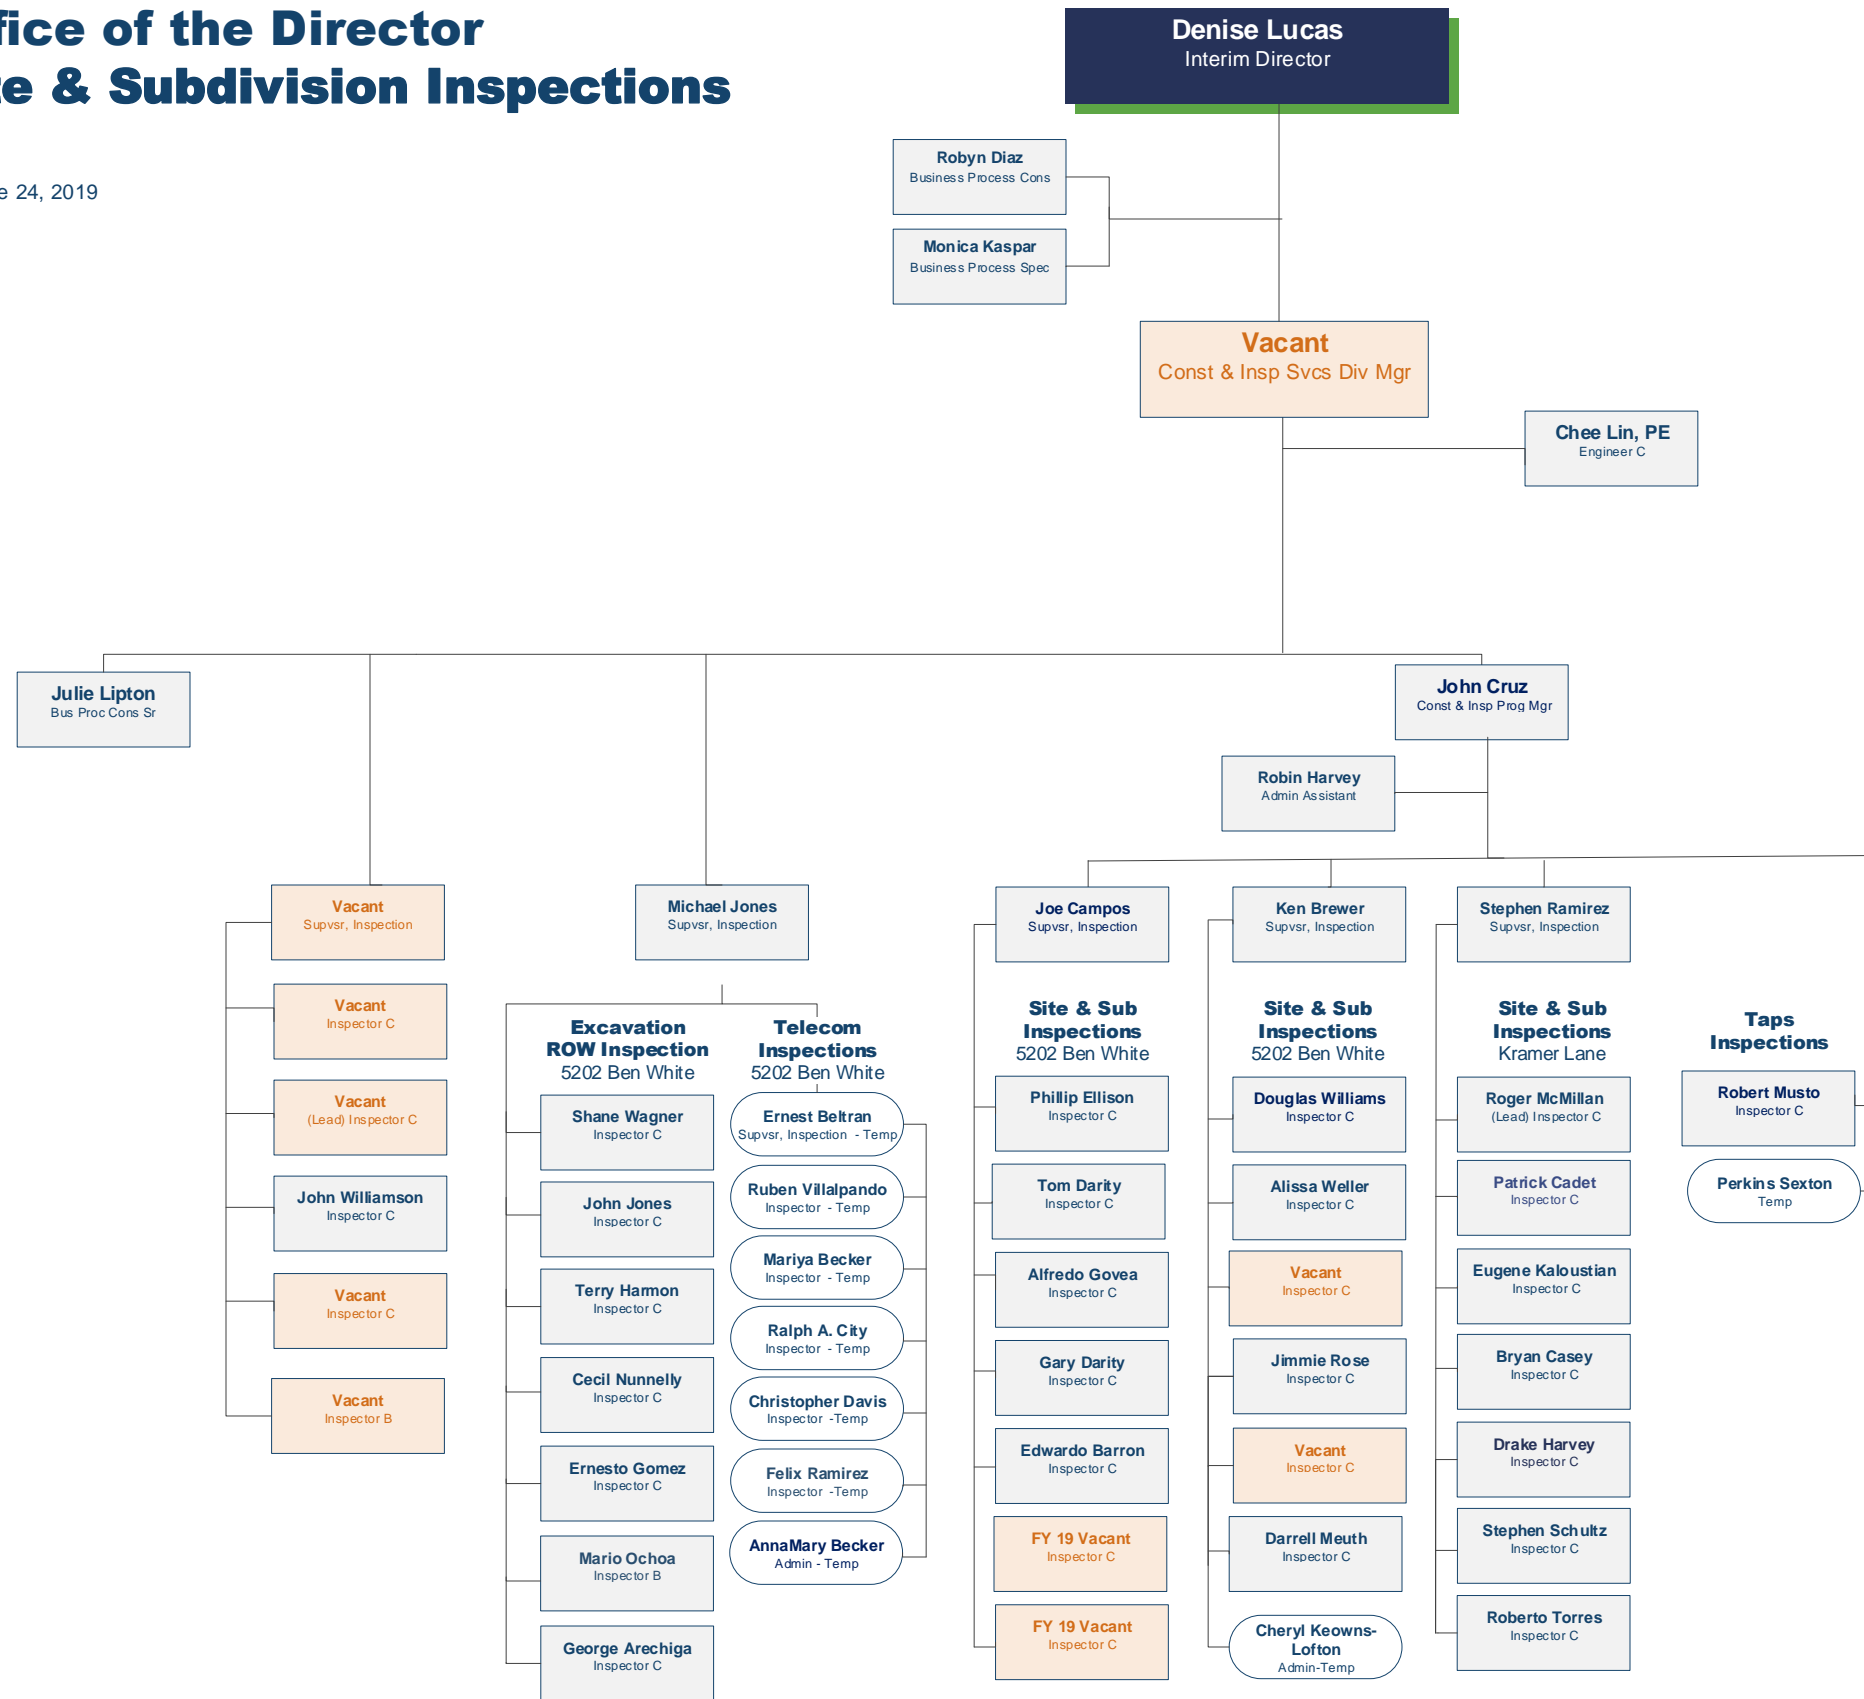 fice of the Director
te & Subdivision Inspections
e 24, 2019
Denise Lucas
Interim Director
Robyn Diaz
Business Process Cons
Monica Kaspar
Business Process Spec
Vacant
Const & Insp Svcs Div Mgr
Chee Lin, PE
Engineer C
Julie Lipton
Bus Proc Cons Sr
John Cruz
Const & Insp Prog Mgr
Robin Harvey
Admin Assistant
Vacant
Supvsr, Inspection
Vacant
Inspector C
Vacant
(Lead) Inspector C
John Williamson
Inspector C
Vacant
Inspector C
Vacant
Inspector B
Michael Jones
Supvsr, Inspection
Excavation
ROW Inspection
5202 Ben White
Shane Wagner
Inspector C
John Jones
Inspector C
Terry Harmon
Inspector C
Cecil Nunnelly
Inspector C
Ernesto Gomez
Inspector C
Mario Ochoa
Inspector B
George Arechiga
Inspector C
Telecom
Inspections
5202 Ben White
Ernest Beltran
Supvsr, Inspection - Temp
Ruben Villalpando
Inspector - Temp
Mariya Becker
Inspector - Temp
Ralph A. City
Inspector - Temp
Christopher Davis
Inspector -Temp
Felix Ramirez
Inspector -Temp
AnnaMary Becker
Admin - Temp
Joe Campos
Supvsr, Inspection
Site & Sub
Inspections
5202 Ben White
Phillip Ellison
Inspector C
Tom Darity
Inspector C
Alfredo Govea
Inspector C
Gary Darity
Inspector C
Edwardo Barron
Inspector C
FY 19 Vacant
Inspector C
FY 19 Vacant
Inspector C
Ken Brewer
Supvsr, Inspection
Site & Sub
Inspections
5202 Ben White
Douglas Williams
Inspector C
Alissa Weller
Inspector C
Vacant
Inspector C
Jimmie Rose
Inspector C
Vacant
Inspector C
Darrell Meuth
Inspector C
Cheryl Keowns-
Lofton
Admin-Temp
Stephen Ramirez
Supvsr, Inspection
Site & Sub
Inspections
Kramer Lane
Roger McMillan
(Lead) Inspector C
Patrick Cadet
Inspector C
Eugene Kaloustian
Inspector C
Bryan Casey
Inspector C
Drake Harvey
Inspector C
Stephen Schultz
Inspector C
Roberto Torres
Inspector C
Taps
Inspections
Robert Musto
Inspector C
Perkins Sexton
Temp